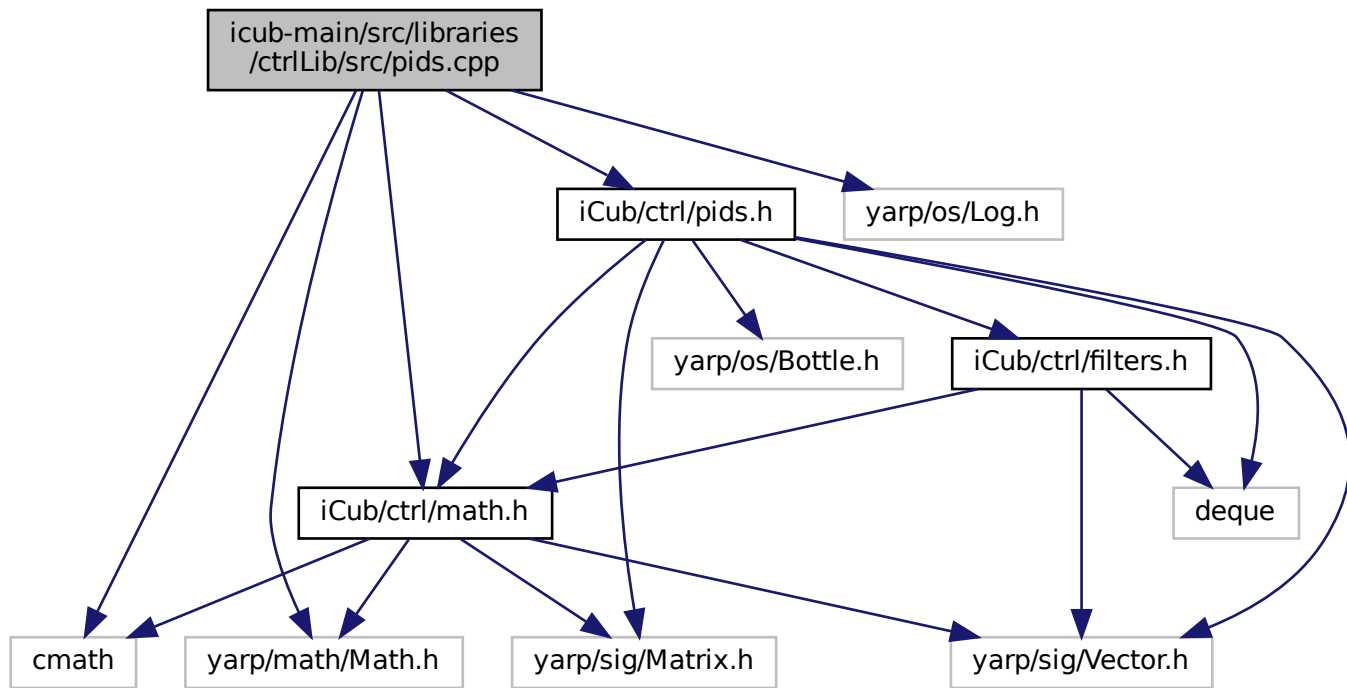 icub-main/src/libraries
/ctrlLib/src/pids.cpp
iCub/ctrl/pids.h
yarp/os/Log.h
yarp/os/Bottle.h
iCub/ctrl/filters.h
iCub/ctrl/math.h
deque
cmath
yarp/math/Math.h
yarp/sig/Matrix.h
yarp/sig/Vector.h